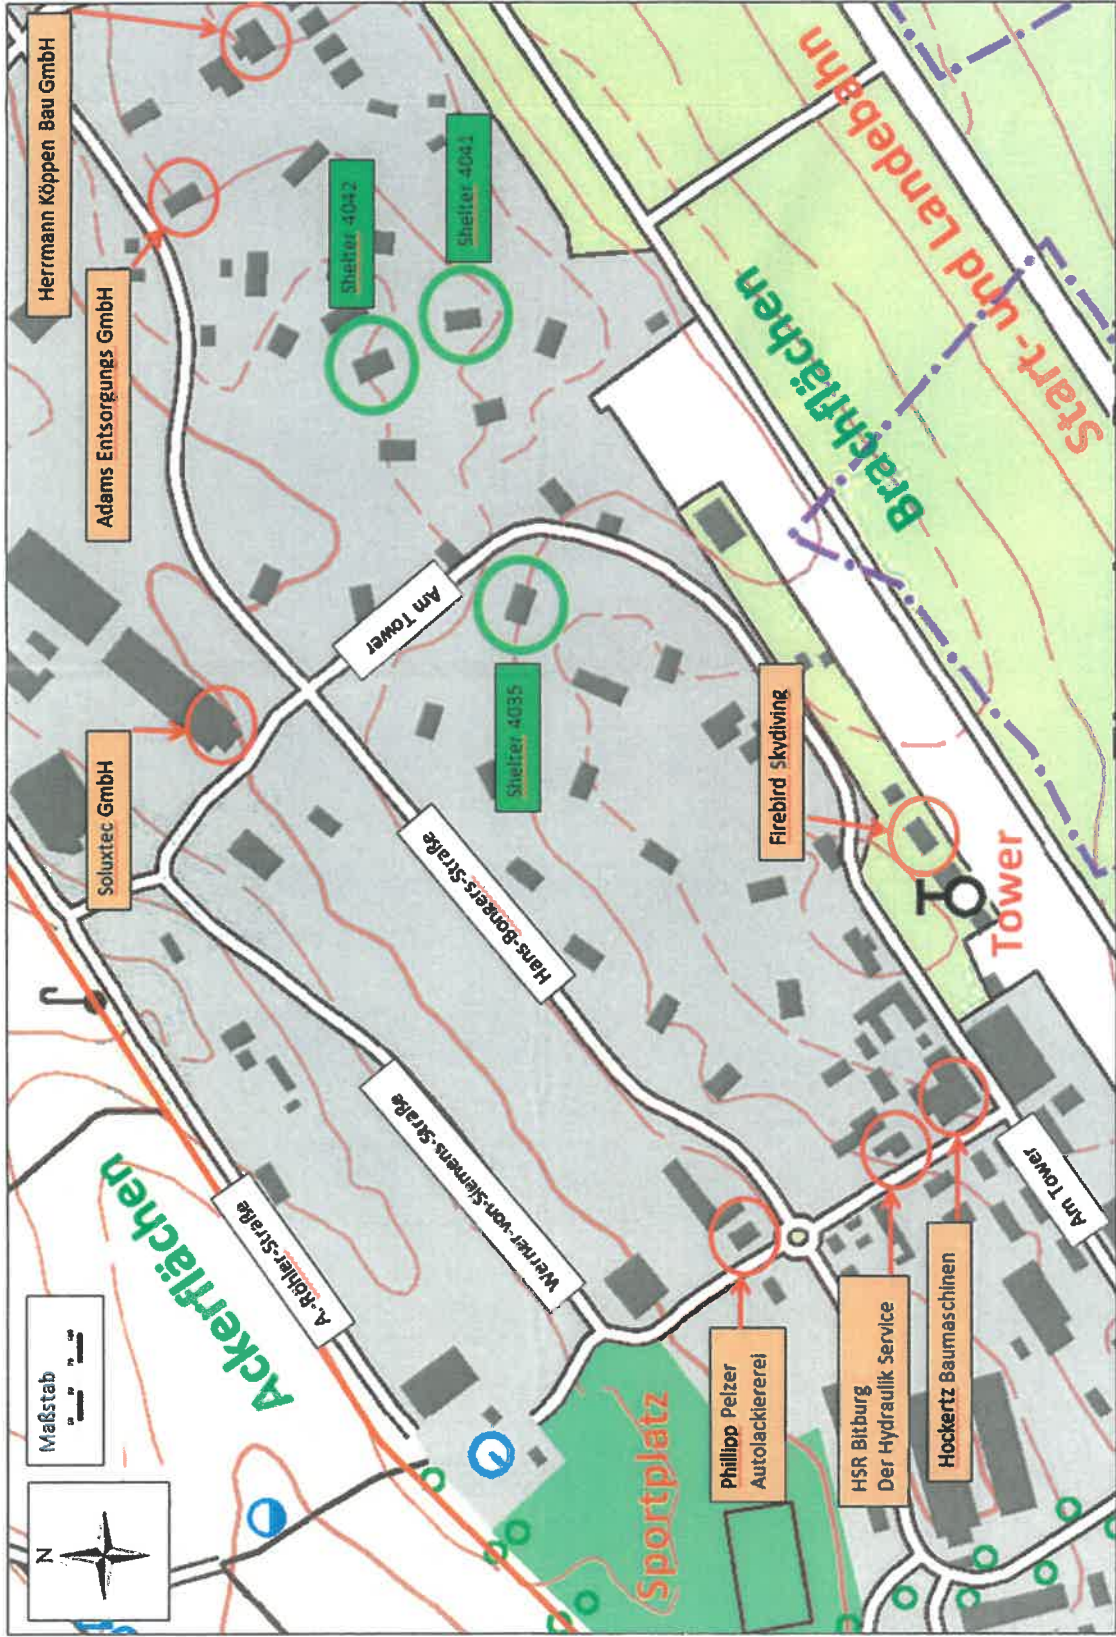 N
Maßstab
Ackerflächen
A.-Röhler-Straße
Werner-von-Siemens-Straße
Hans-Bongers-Straße
Soluxtec GmbH
Adams Entsorgungs GmbH
Herrmann Köppen Bau GmbH
Am Tower
Shelter 4042
Shelter 4041
Shelter 4035
Sportplatz
Phillipp Pelzer
Autolackiererei
HSR Bitburg
Der Hydraulik Service
Hockertz Baumaschinen
Am Tower
Firebird Skydiving
Tower
Brachflächen
Start- und Landebahn